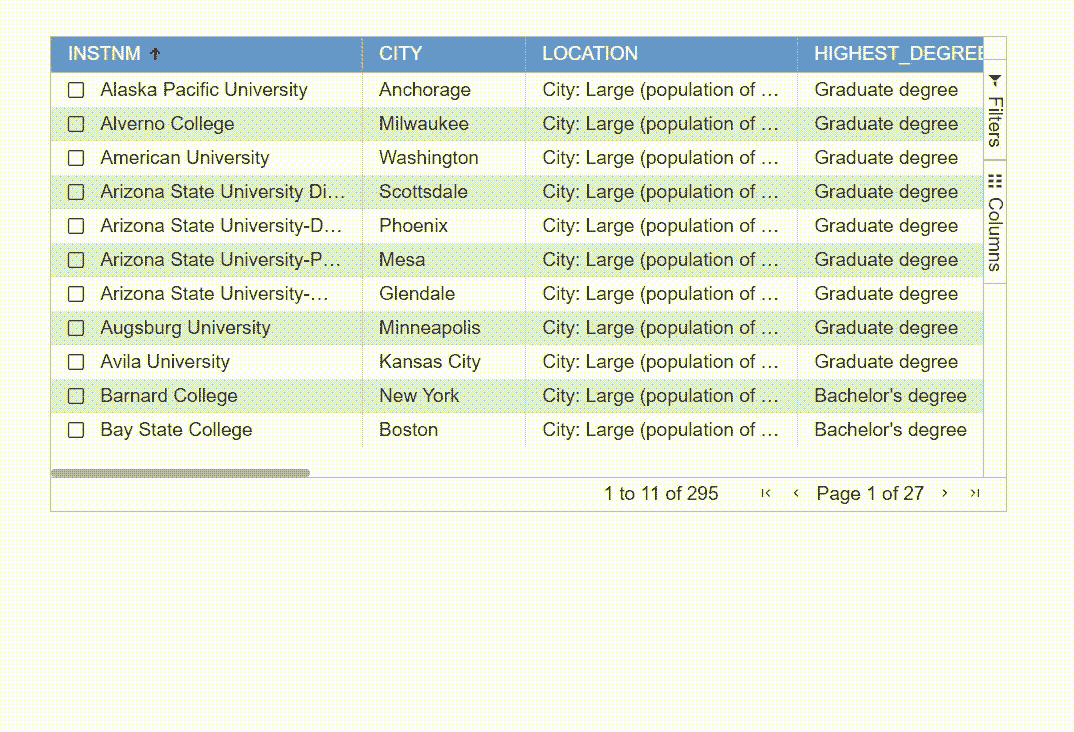 INSTNM CITY LOCATION HIGHEST_DEGREE
Alaska Pacific University Anchorage City: Large (population of … Graduate degree
Alverno College Milwaukee City: Large (population of … Graduate degree
American University Washington City: Large (population of … Graduate degree
Arizona State University Di… Scottsdale City: Large (population of … Graduate degree
Arizona State University-D… Phoenix City: Large (population of … Graduate degree
Arizona State University-P… Mesa City: Large (population of … Graduate degree
Arizona State University-… Glendale City: Large (population of … Graduate degree
Augsburg University Minneapolis City: Large (population of … Graduate degree
Avila University Kansas City City: Large (population of … Graduate degree
Barnard College New York City: Large (population of … Bachelor's degree
Bay State College Boston City: Large (population of … Bachelor's degree
Filters
Columns
1 to 11 of 295 Page 1 of 27